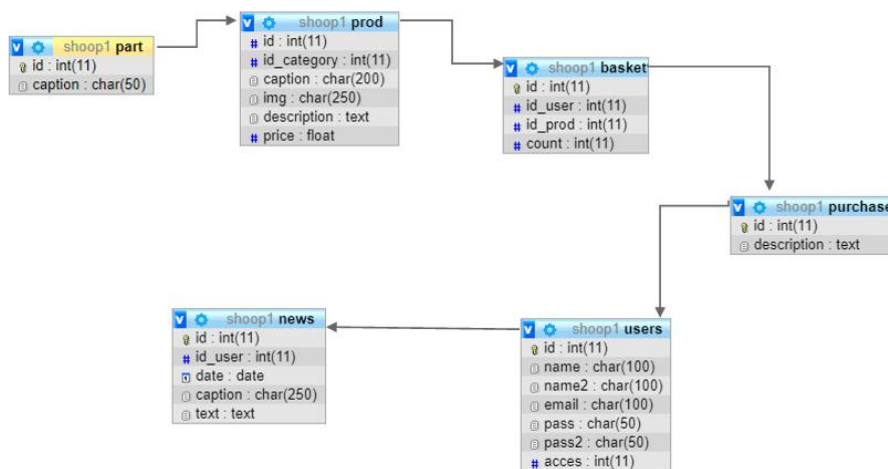 shoop1 part
id : int(11)
caption : char(50)
shoop1 prod
id : int(11)
id_category : int(11)
caption : char(200)
img : char(250)
description : text
price : float
shoop1 basket
id : int(11)
id_user : int(11)
id_prod : int(11)
count : int(11)
shoop1 purchase
id : int(11)
description : text
shoop1 news
id : int(11)
id_user : int(11)
date : date
caption : char(250)
text : text
shoop1 users
id : int(11)
name : char(100)
name2 : char(100)
email : char(100)
pass : char(50)
pass2 : char(50)
acces : int(11)